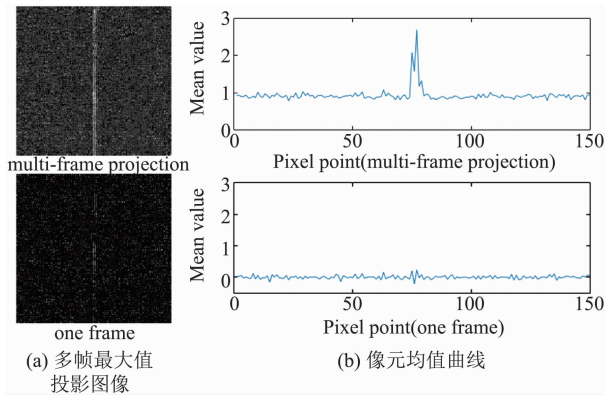 multi-frame projection
one frame
(a) 多帧最大值
投影图像
3
2
1
0
Mean value
0
50
100
150
Pixel point(multi-frame projection)
3
2
1
0
Mean value
0
50
100
150
Pixel point(one frame)
(b) 像元均值曲线